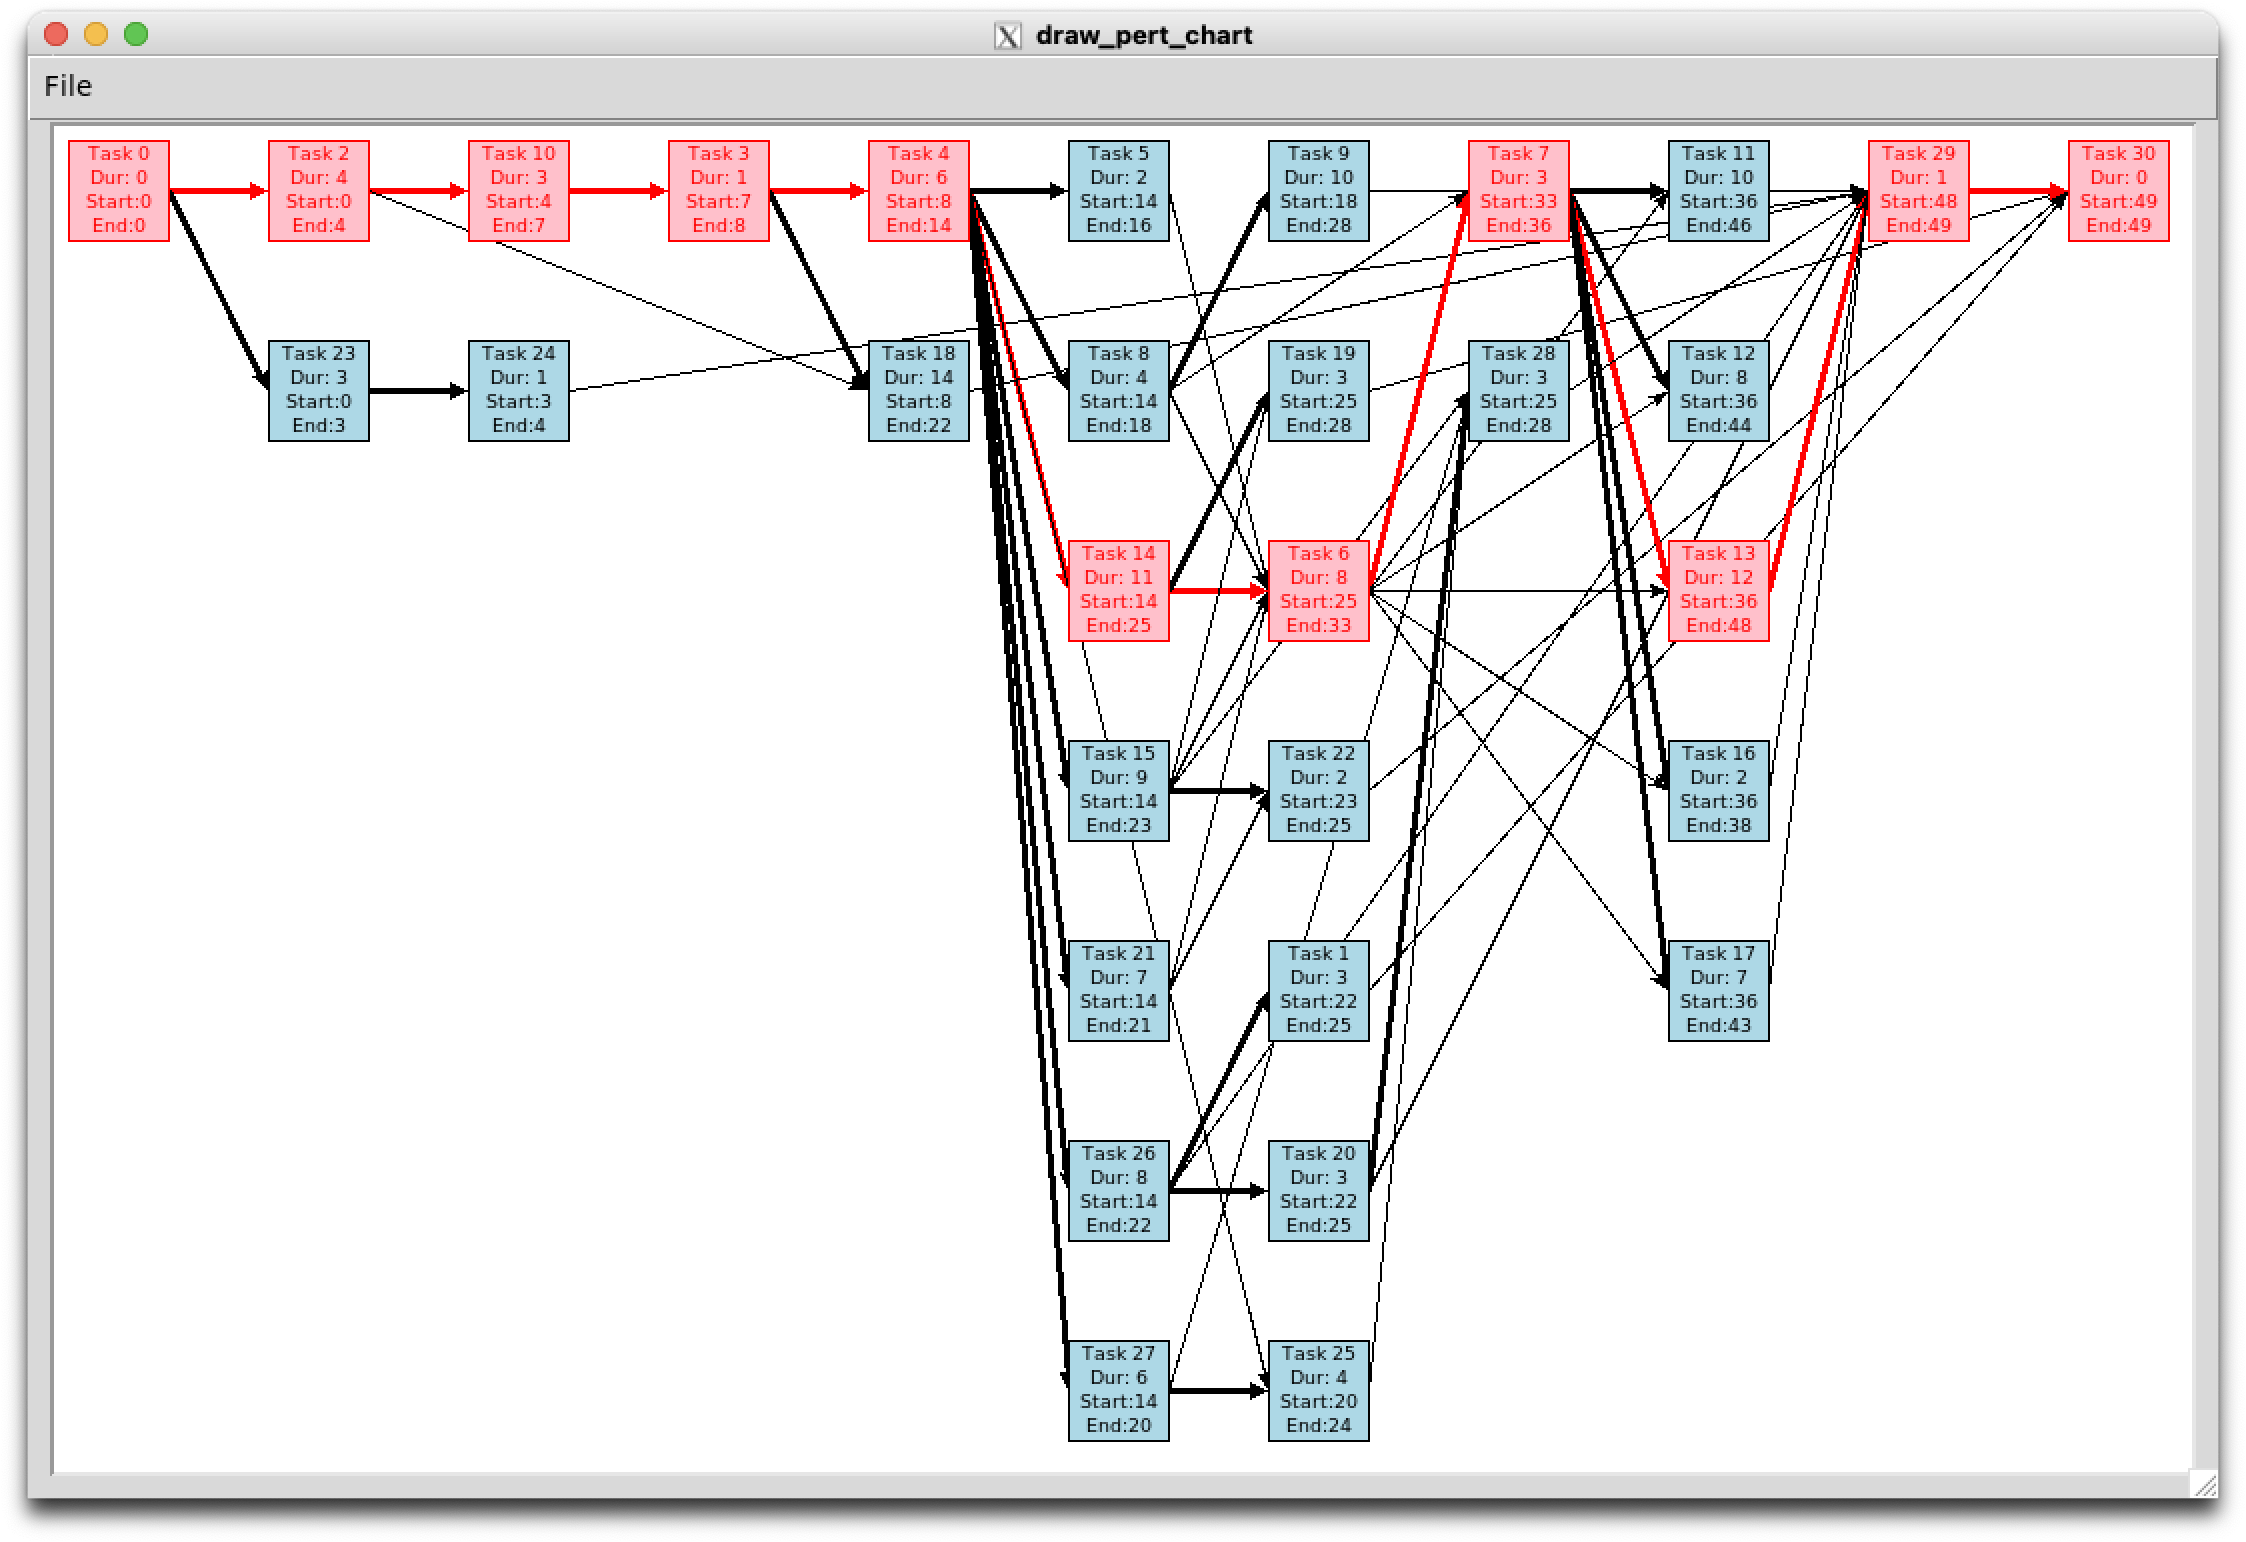 draw_pert_chart
File
Task 0
Dur: 0
Start:0
End:0
Task 2
Dur: 4
Start:0
End:4
Task 10
Dur: 3
Start:4
End:7
Task 3
Dur: 1
Start:7
End:8
Task 4
Dur: 6
Start:8
End:14
Task 5
Dur: 2
Start:14
End:16
Task 9
Dur: 10
Start:18
End:28
Task 7
Dur: 3
Start:33
End:36
Task 11
Dur: 10
Start:36
End:46
Task 29
Dur: 1
Start:48
End:49
Task 30
Dur: 0
Start:49
End:49
Task 23
Dur: 3
Start:0
End:3
Task 24
Dur: 1
Start:3
End:4
Task 18
Dur: 14
Start:8
End:22
Task 8
Dur: 4
Start:14
End:18
Task 19
Dur: 3
Start:25
End:28
Task 28
Dur: 3
Start:25
End:28
Task 12
Dur: 8
Start:36
End:44
Task 14
Dur: 11
Start:14
End:25
Task 6
Dur: 8
Start:25
End:33
Task 13
Dur: 12
Start:36
End:48
Task 15
Dur: 9
Start:14
End:23
Task 22
Dur: 2
Start:23
End:25
Task 16
Dur: 2
Start:36
End:38
Task 21
Dur: 7
Start:14
End:21
Task 1
Dur: 3
Start:22
End:25
Task 17
Dur: 7
Start:36
End:43
Task 26
Dur: 8
Start:14
End:22
Task 20
Dur: 3
Start:22
End:25
Task 27
Dur: 6
Start:14
End:20
Task 25
Dur: 4
Start:20
End:24